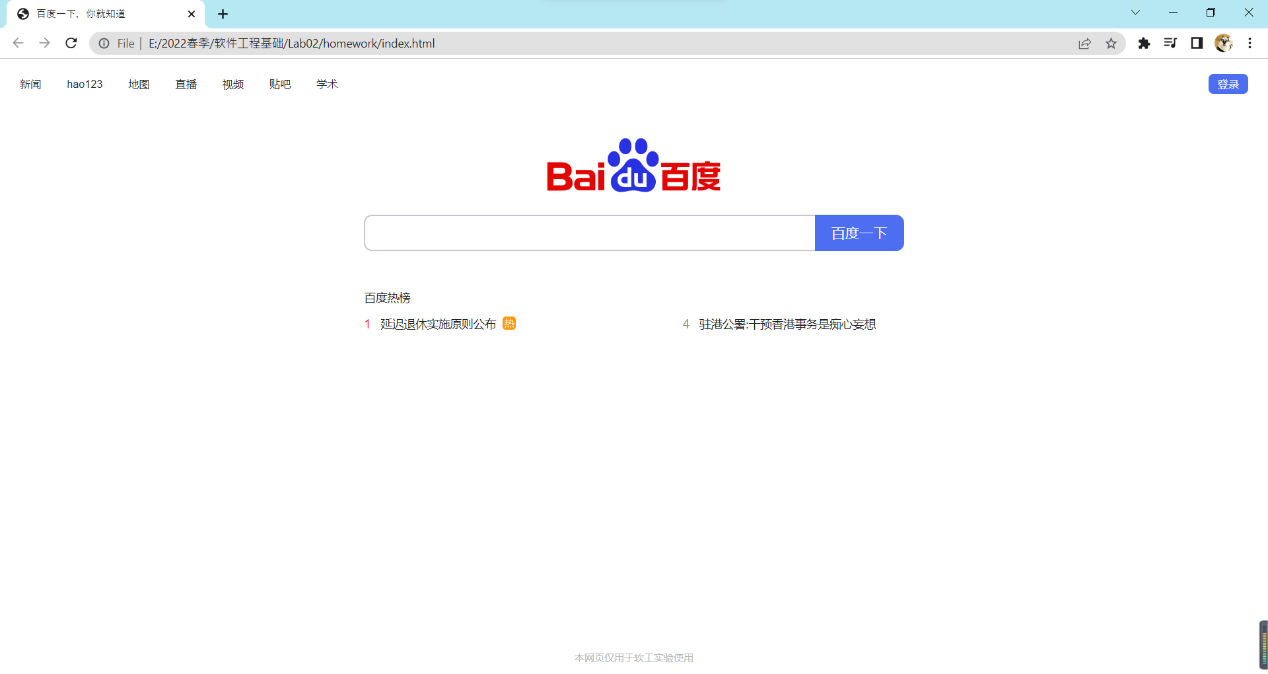 百度一下，你就知道
File | E:/2022春季/软件工程基础/Lab02/homework/index.html
新闻 hao123 地图 直播 视频 贴吧 学术 登录
Bai du 百度
百度一下
百度热榜
1 延迟退休实施原则公布 热 4 驻港公署:干预香港事务是痴心妄想
本网页仅用于软工实验使用